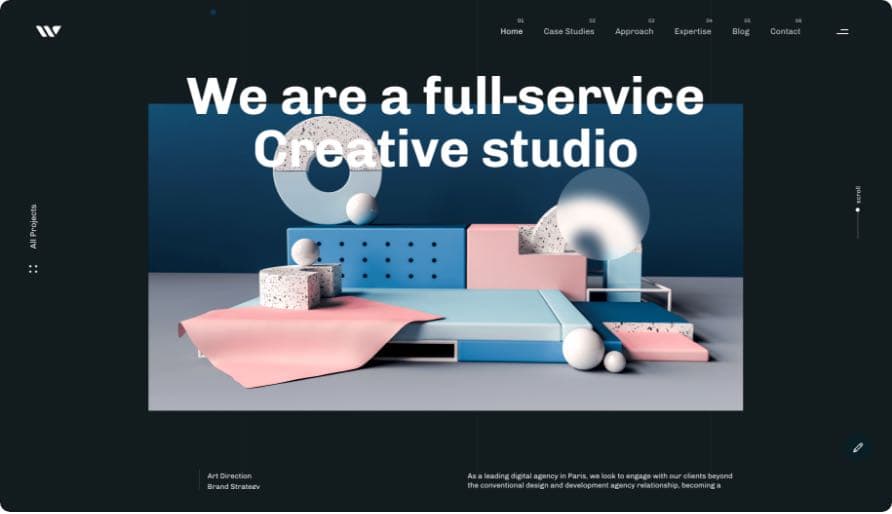 01
02
03
04
05
06
Home
Case Studies
Approach
Expertise
Blog
Contact
We are a full-service
Creative studio
All Projects
scroll
Art Direction
Brand Strategy
As a leading digital agency in Paris, we look to engage with our clients beyond
the conventional design and development agency relationship, becoming a